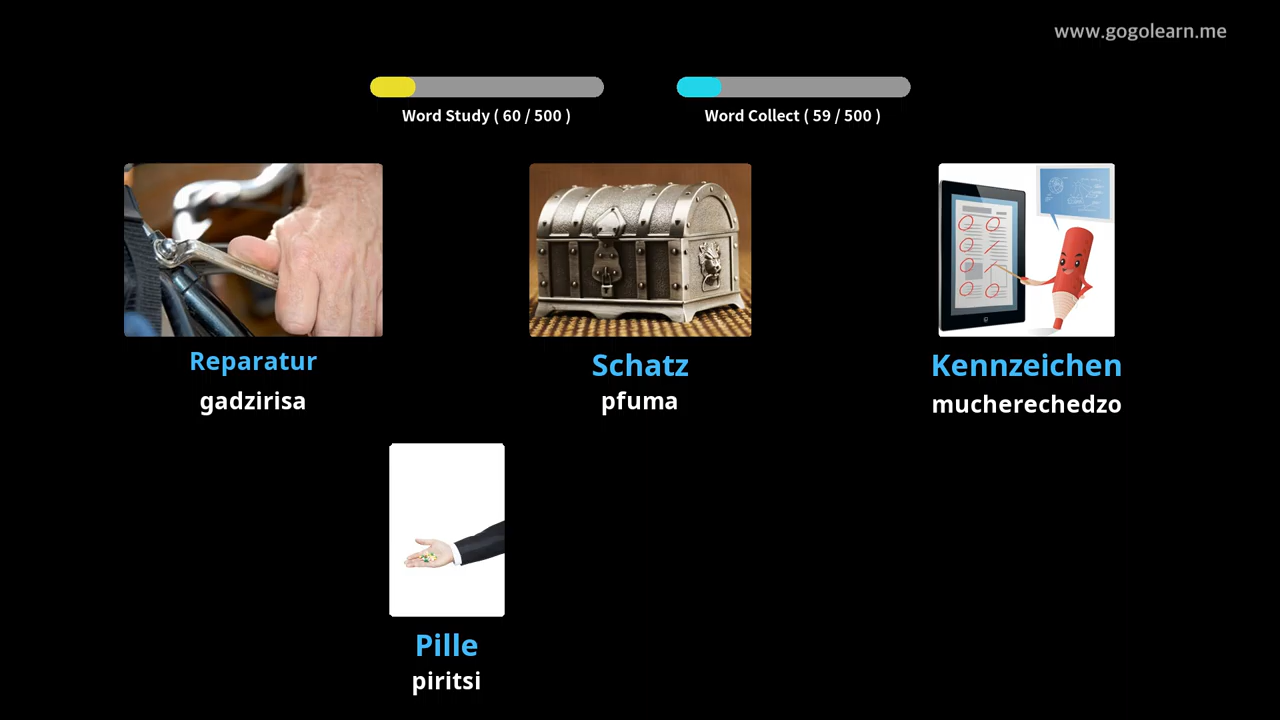 www.gogolearn.me
Word Study ( 60 / 500 )
Word Collect ( 59 / 500 )
Reparatur
gadzirisa
Schatz
pfuma
Kennzeichen
mucherechedzo
Pille
piritsi